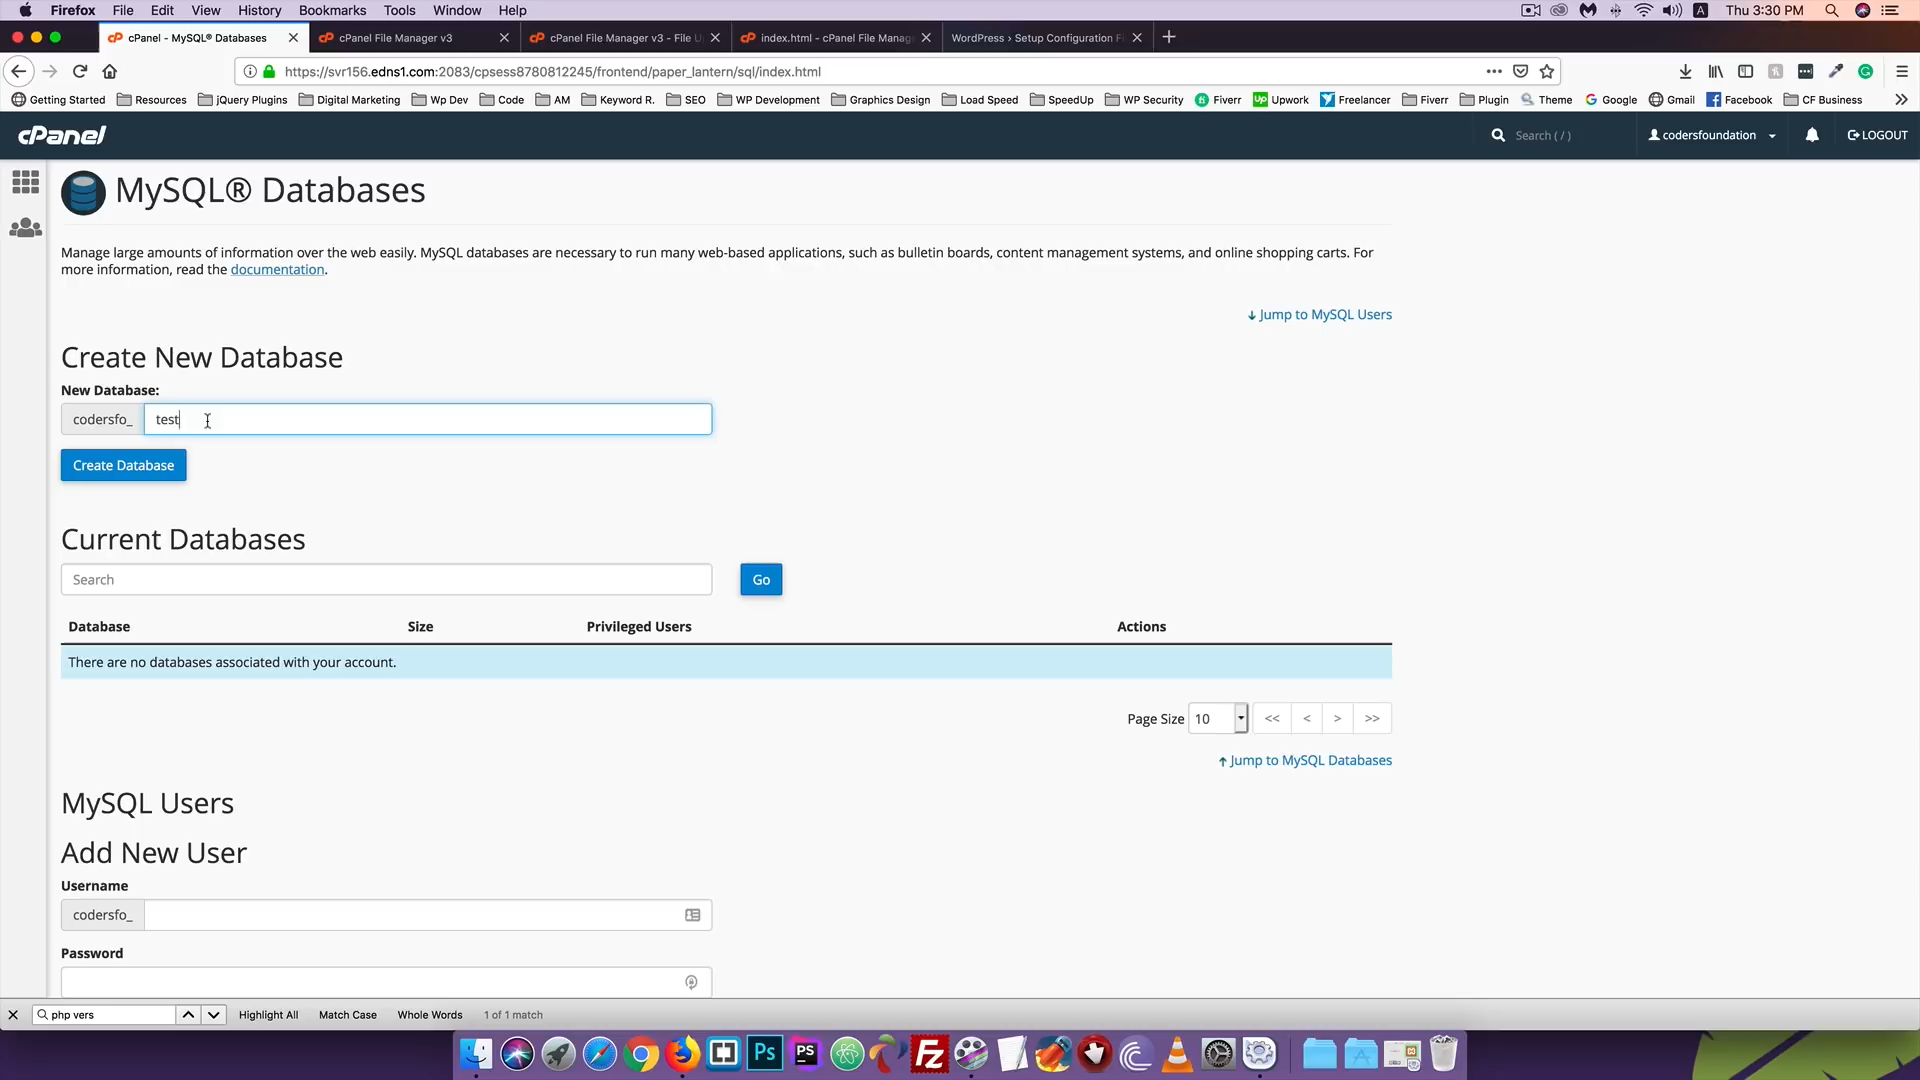 Firefox File Edit View History Bookmarks Tools Window Help
A Thu 3:30 PM
cPanel - MySQL® Databases
cPanel File Manager v3
cPanel File Manager v3 - File U
index.html - cPanel File Manag
WordPress › Setup Configuration F
https://svr156.edns1.com:2083/cpsess8780812245/frontend/paper_lantern/sql/index.html
Getting Started Resources jQuery Plugins Digital Marketing Wp Dev Code AM Keyword R. SEO WP Development Graphics Design Load Speed SpeedUp WP Security Fiverr Upwork Freelancer Fiverr Plugin Theme Google Gmail Facebook CF Business
cPanel Search ( / ) codersfoundation LOGOUT
MySQL® Databases
Manage large amounts of information over the web easily. MySQL databases are necessary to run many web-based applications, such as bulletin boards, content management systems, and online shopping carts. For
more information, read the documentation.
Jump to MySQL Users
Create New Database
New Database:
codersfo_ test
Create Database
Current Databases
Search Go
Database Size Privileged Users Actions
There are no databases associated with your account.
Page Size 10 << < > >>
Jump to MySQL Databases
MySQL Users
Add New User
Username
codersfo_
Password
php vers Highlight All Match Case Whole Words 1 of 1 match
Ps PS FZ